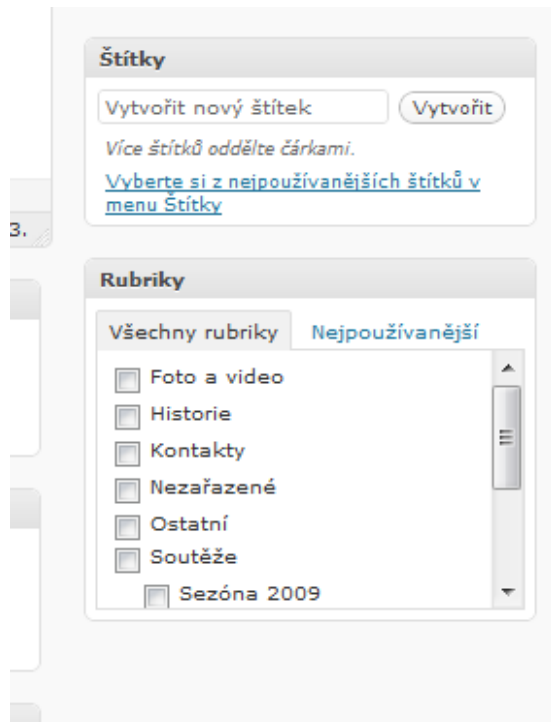 Štítky
Vytvořit nový štítek Vytvořit
Více štítků oddělte čárkami.
Vyberte si z nejpoužívanějších štítků v
menu Štítky
3.
Rubriky
Všechny rubriky Nejpoužívanější
Foto a video
Historie
Kontakty
Nezařazené
Ostatní
Soutěže
Sezóna 2009